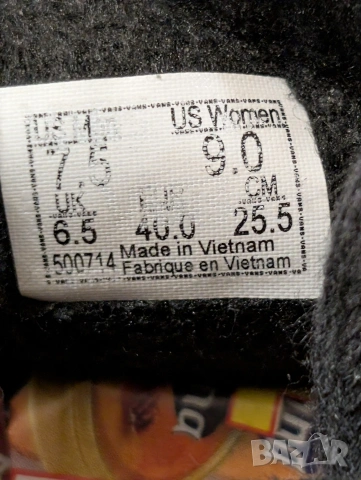 US Men
US Women
7.5
9.0
UK
EUR
CM
6.5
40.0
25.5
500714
Made in Vietnam
Fabrique en Vietnam
BAZAR